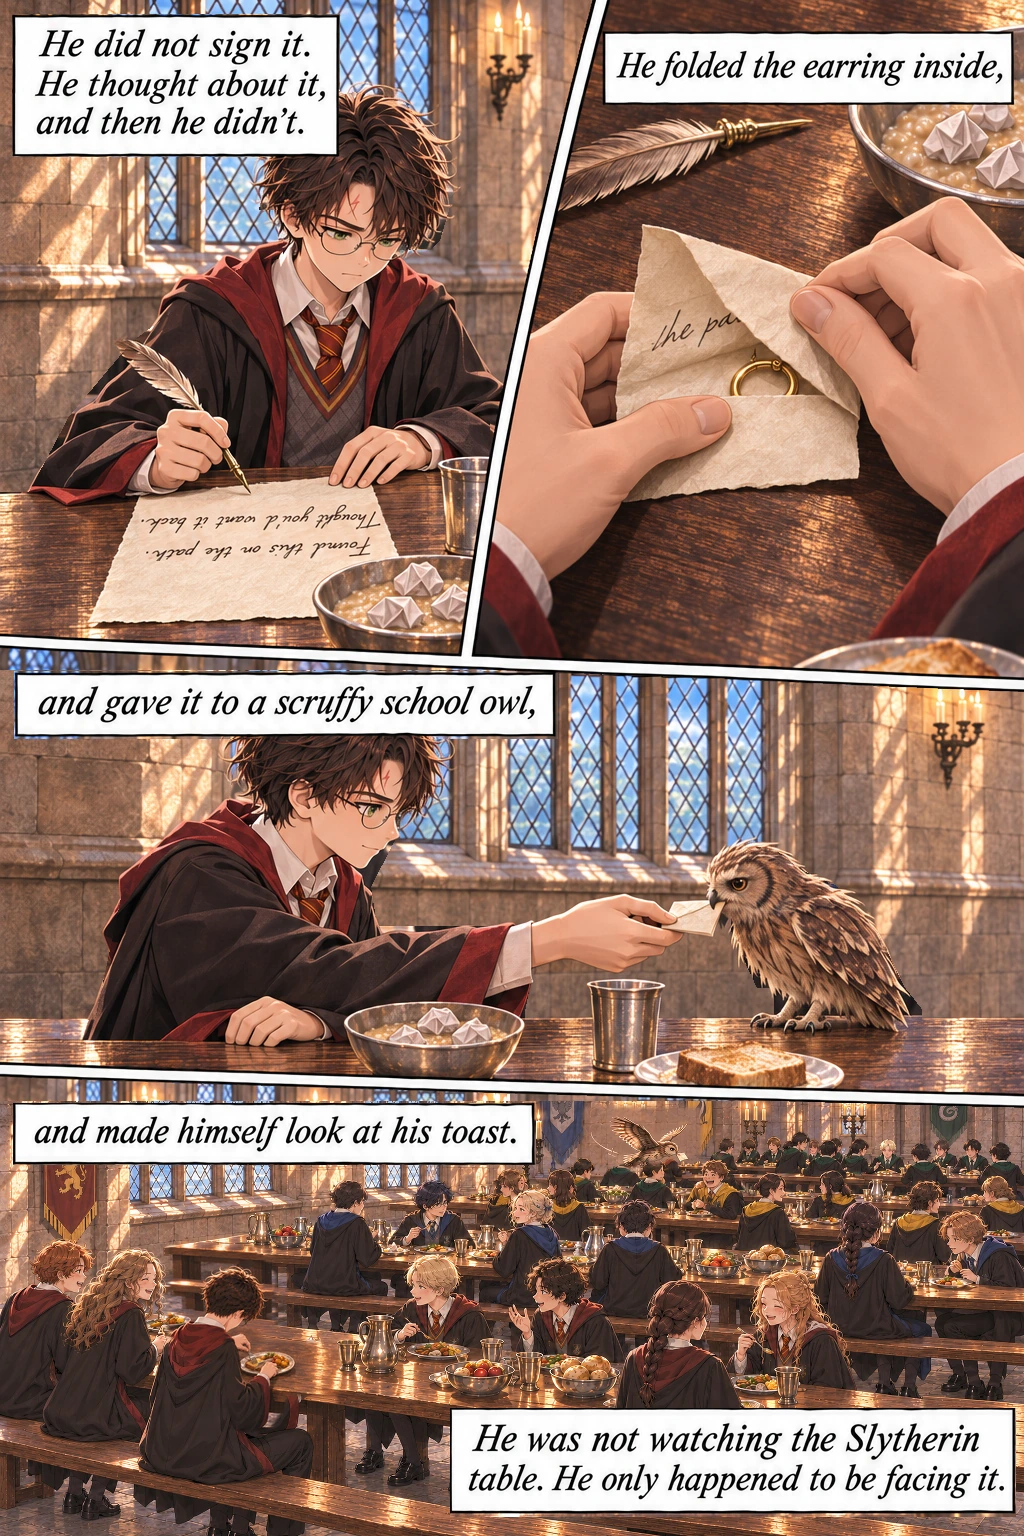 He did not sign it.
He thought about it,
and then he didn't.
Found this on the path.
Thought you'd want it back.
He folded the earring inside,
the pa
and gave it to a scruffy school owl,
and made himself look at his toast.
He was not watching the Slytherin
table. He only happened to be facing it.